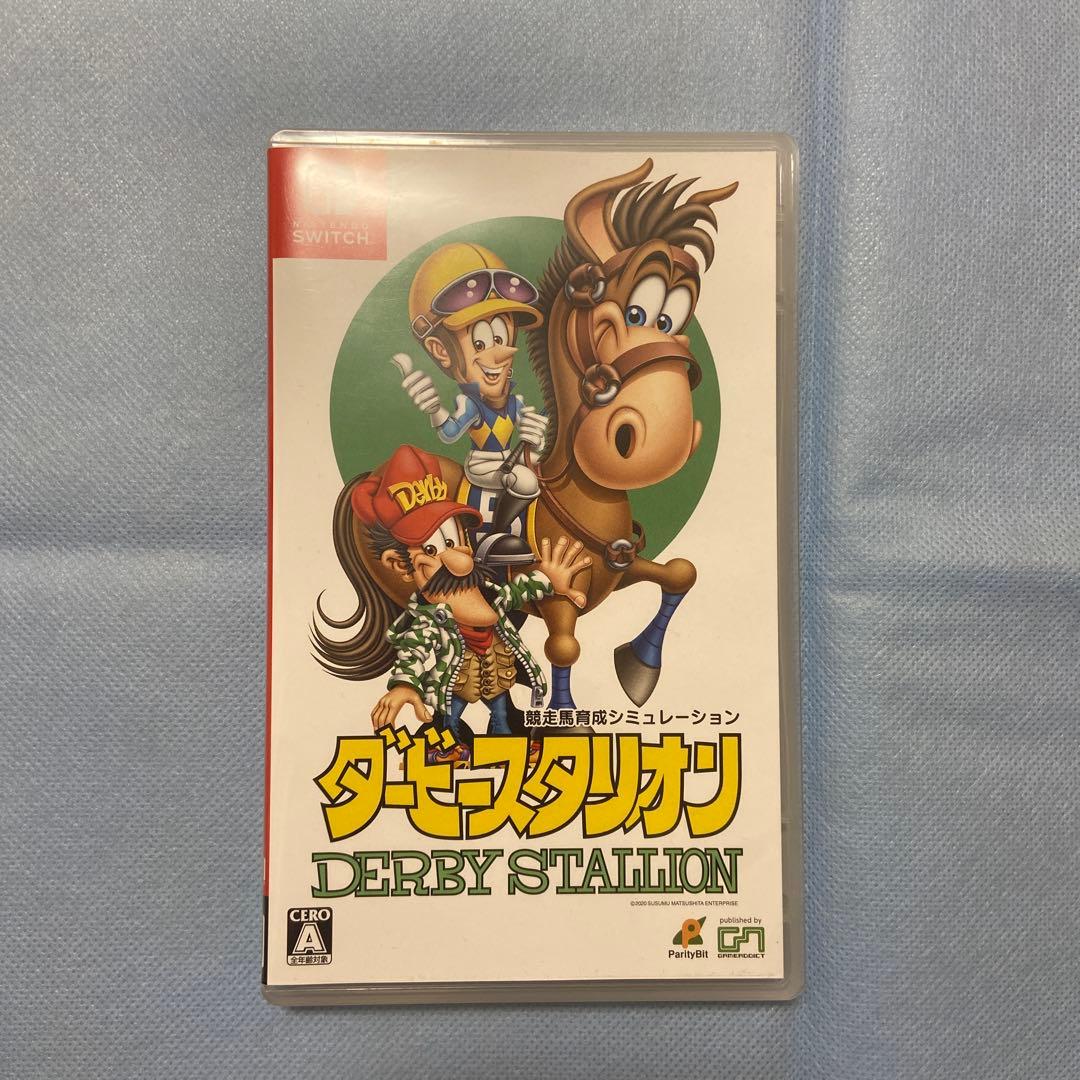 NINTENDO
SWITCH
Derby
競走馬育成シミュレーション
ダービースタリオン
DERBY STALLION
©2020 SUSUMU MATSUSHITA ENTERPRISE
CERO
A
全年齢対象
ParityBit
published by
GAMEADDICT